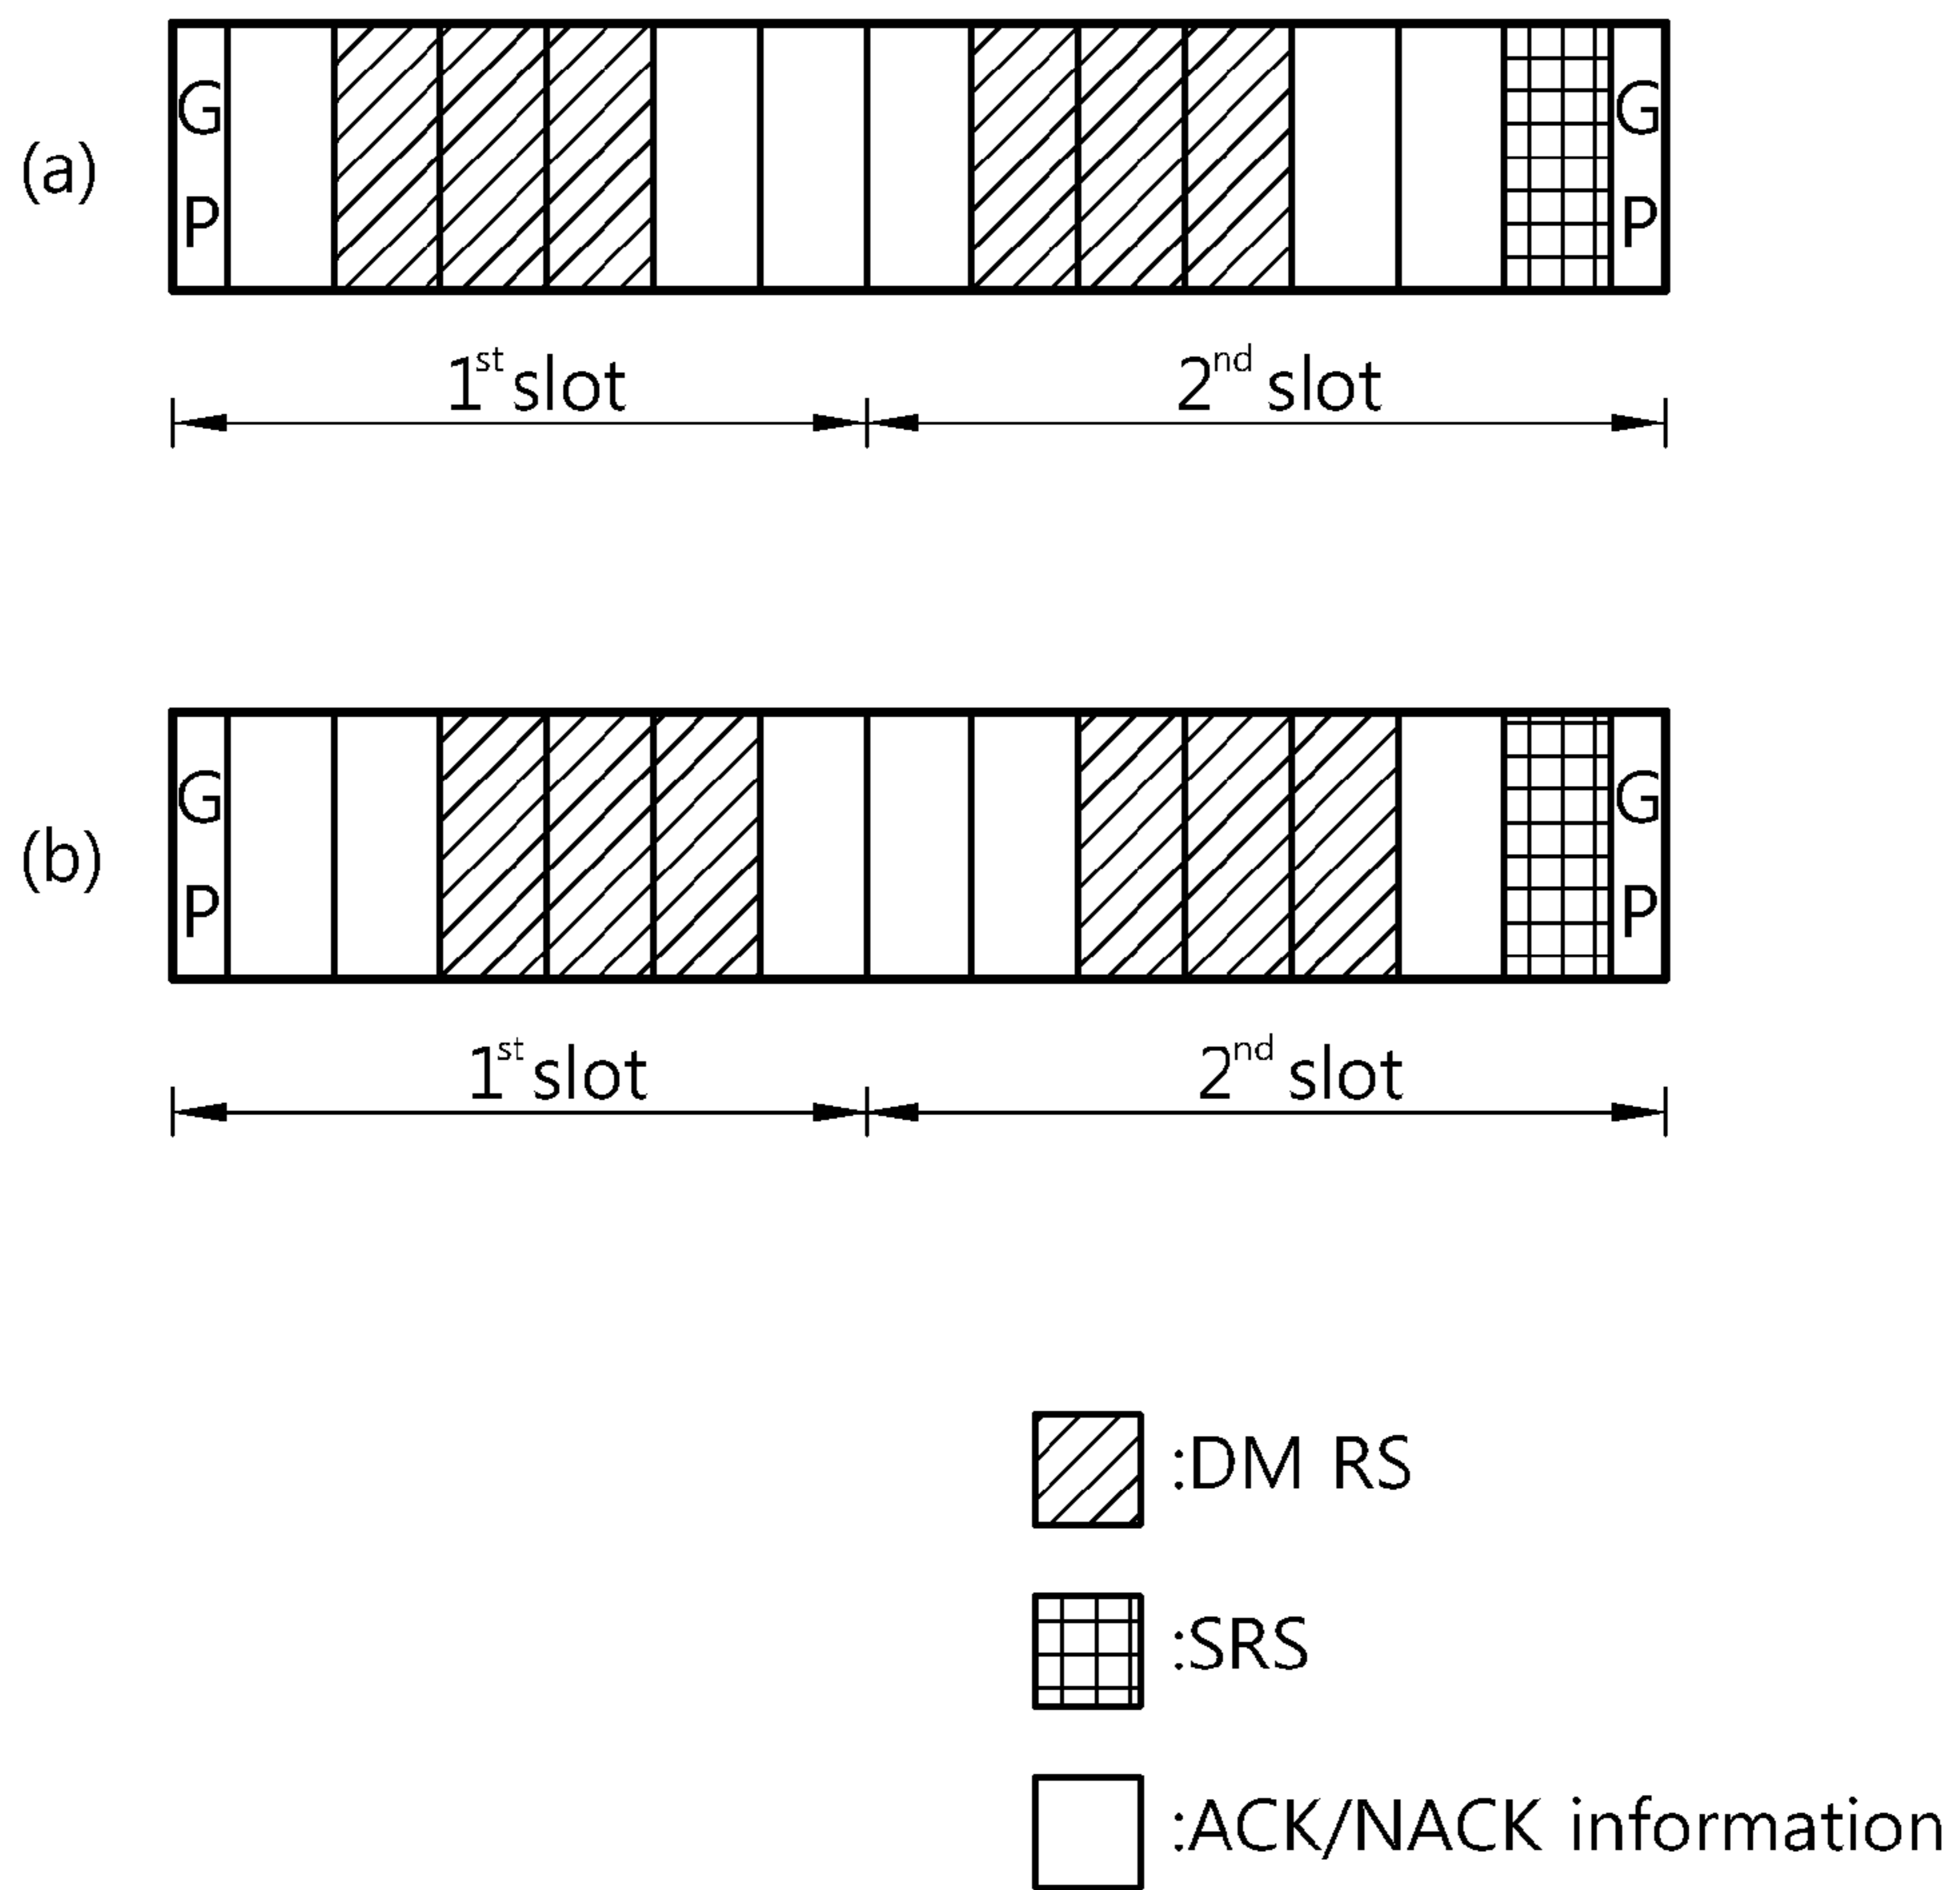 (a)
G
P
G
P
1st slot
2nd slot
(b)
G
P
G
P
1st slot
2nd slot
:DM RS
:SRS
:ACK/NACK information